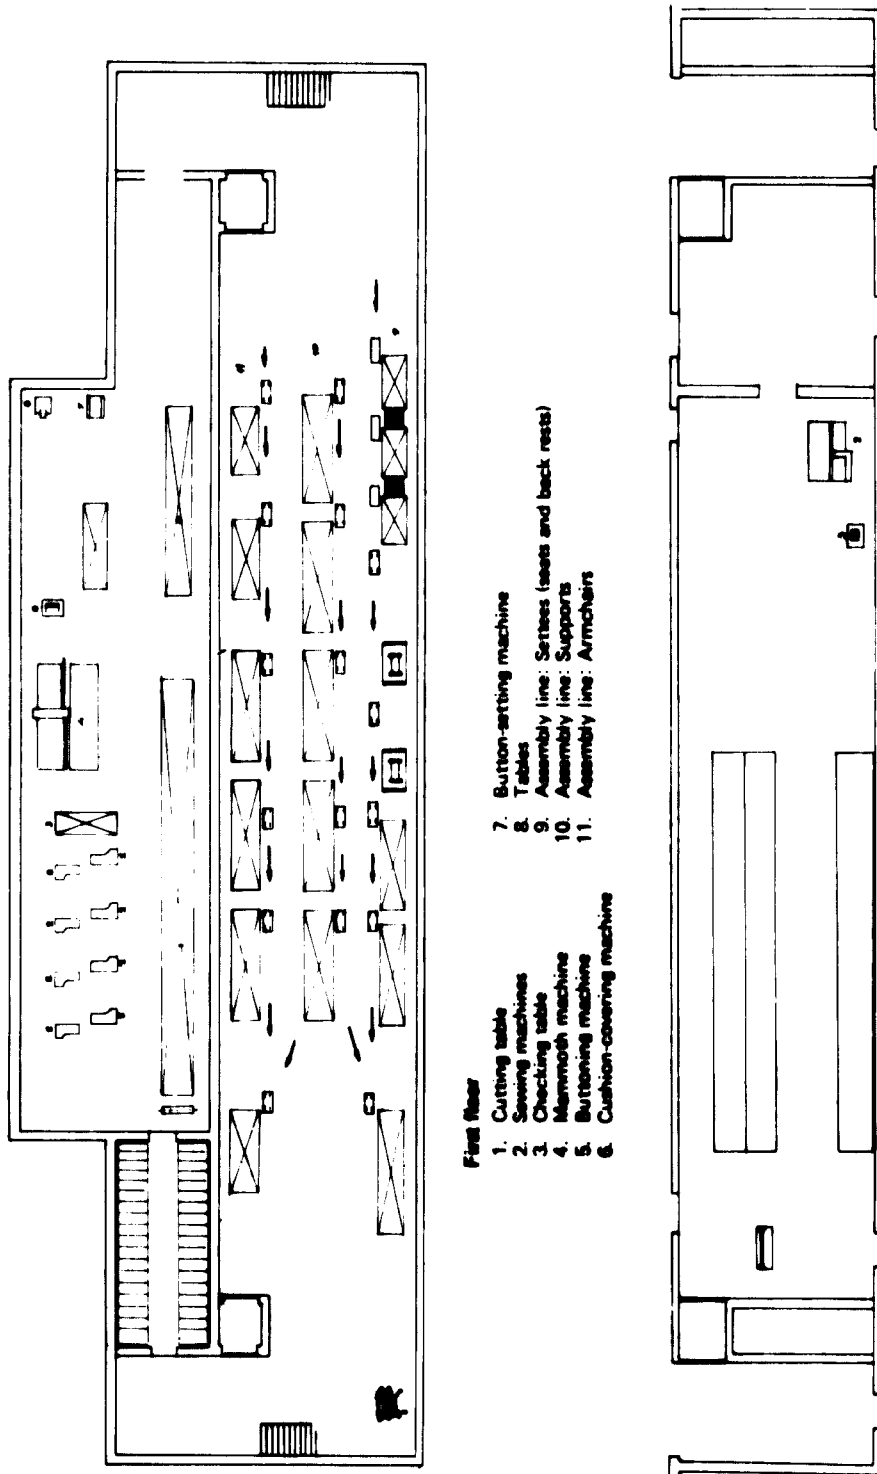 First floor
1. Cutting table
2. Sewing machines
3. Checking table
4. Mammoth machine
5. Buttoning machine
6. Cushion-covering machine
7. Button-setting machine
8. Tables
9. Assembly line: Settees (seats and back rests)
10. Assembly line: Supports
11. Assembly line: Armchairs